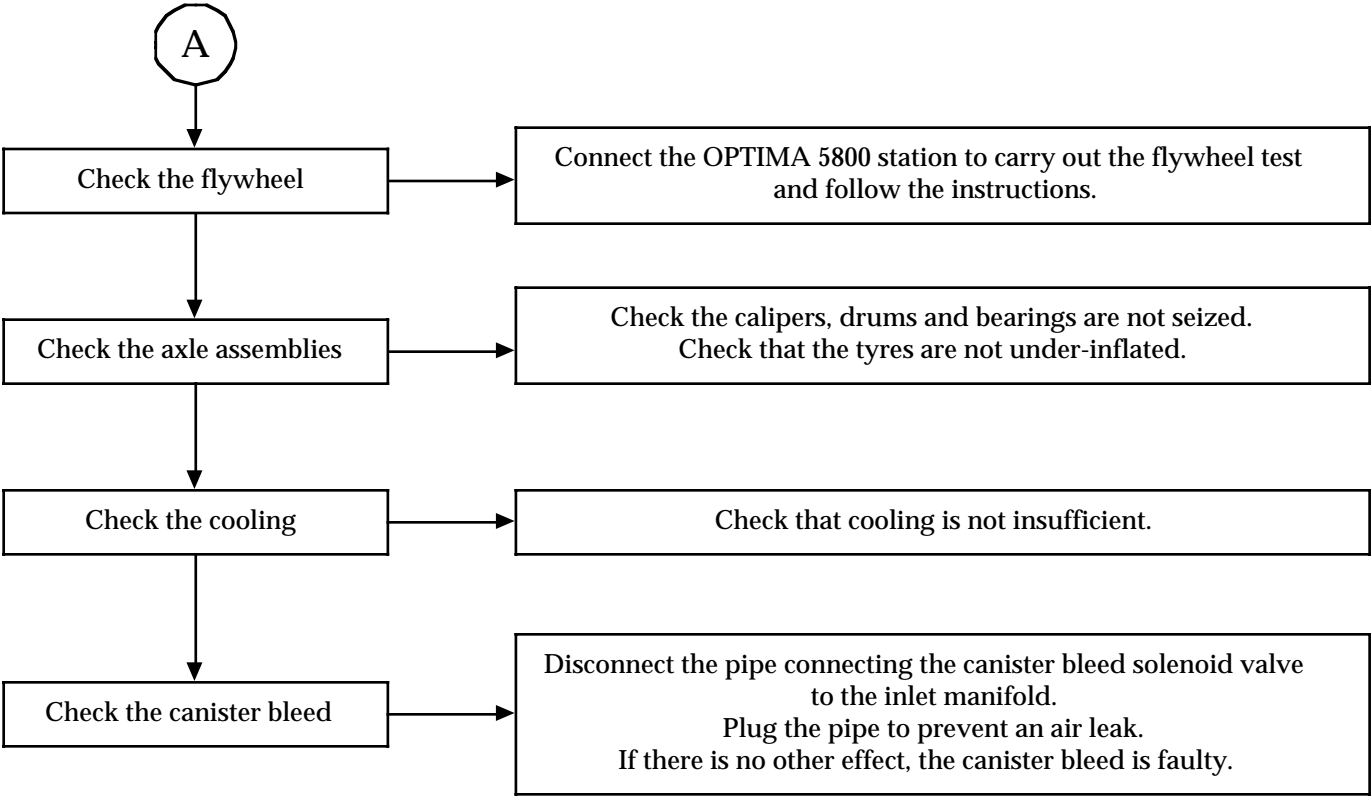 A
Check the flywheel
Connect the OPTIMA 5800 station to carry out the flywheel test
and follow the instructions.
Check the axle assemblies
Check the calipers, drums and bearings are not seized.
Check that the tyres are not under-inflated.
Check the cooling
Check that cooling is not insufficient.
Check the canister bleed
Disconnect the pipe connecting the canister bleed solenoid valve
to the inlet manifold.
Plug the pipe to prevent an air leak.
If there is no other effect, the canister bleed is faulty.